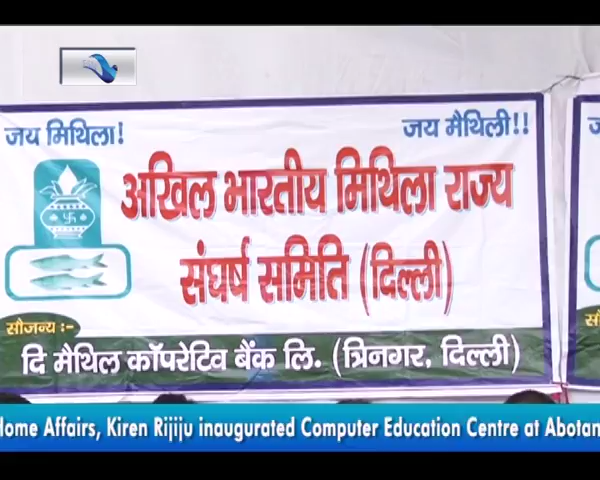 जय मिथिला!
जय मैथिली!!
अखिल भारतीय मिथिला राज्य
संघर्ष समिति (दिल्ली)
सौजन्य :-
दि मैथिल कॉपरेटिव बैंक लि. (त्रिनगर, दिल्ली)
Home Affairs, Kiren Rijiju inaugurated Computer Education Centre at Abotan